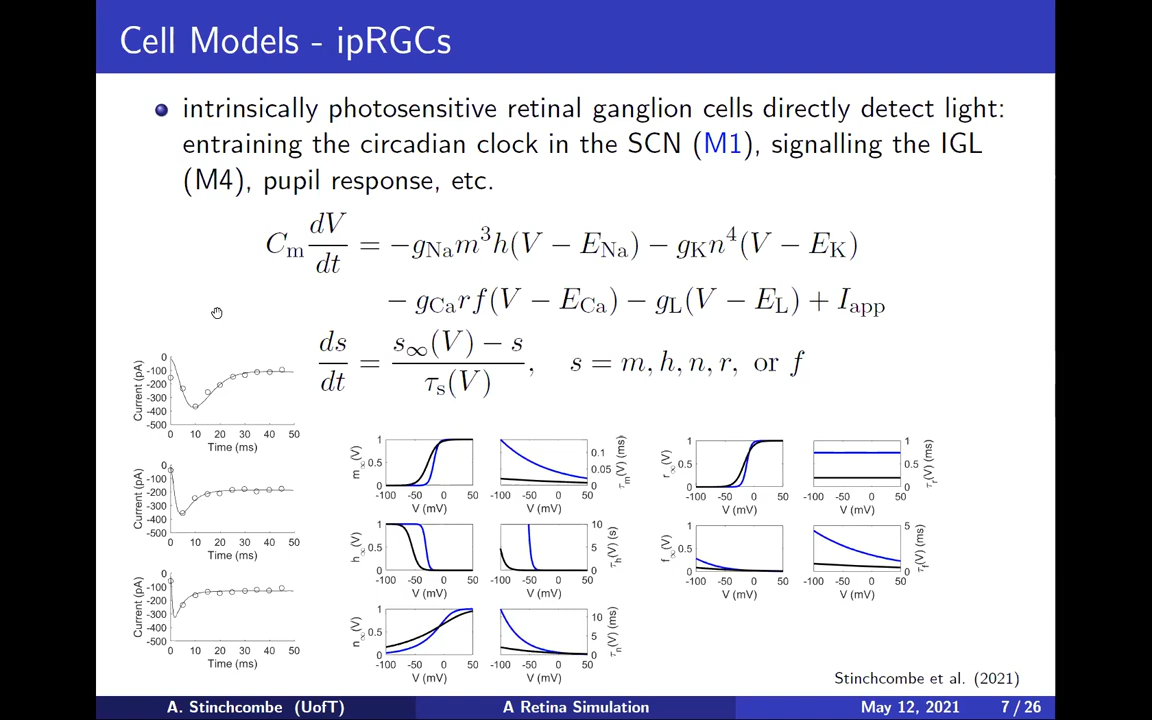 Cell Models - ipRGCs
intrinsically photosensitive retinal ganglion cells directly detect light:
entraining the circadian clock in the SCN (M1), signalling the IGL
(M4), pupil response, etc.
C_m dV/dt = −g_Na m³h(V − E_Na) − g_K n⁴(V − E_K)
− g_Ca rf(V − E_Ca) − g_L(V − E_L) + I_app
ds/dt = (s_∞(V) − s)/τ_s(V), s = m, h, n, r, or f
Current (pA)
0
-100
-200
-300
-400
-500
0 10 20 30 40 50
Time (ms)
Current (pA)
0
-100
-200
-300
-400
-500
0 10 20 30 40 50
Time (ms)
Current (pA)
0
-100
-200
-300
-400
-500
0 10 20 30 40 50
Time (ms)
m_∞(V)
1
0.5
0
-100 -50 0 50
V (mV)
0.1
0.05
0
τ_m(V) (ms)
-100 -50 0 50
V (mV)
h_∞(V)
1
0.5
0
-100 -50 0 50
V (mV)
10
5
0
τ_h(V) (s)
-100 -50 0 50
V (mV)
n_∞(V)
1
0.5
0
-100 -50 0 50
V (mV)
10
5
0
τ_n(V) (ms)
-100 -50 0 50
V (mV)
r_∞(V)
1
0.5
0
-100 -50 0 50
V (mV)
1
0.5
0
τ_r(V) (ms)
-100 -50 0 50
V (mV)
f_∞(V)
1
0.5
0
-100 -50 0 50
V (mV)
5
0
τ_f(V) (ms)
-100 -50 0 50
V (mV)
Stinchcombe et al. (2021)
A. Stinchcombe (UofT) A Retina Simulation May 12, 2021 7 / 26